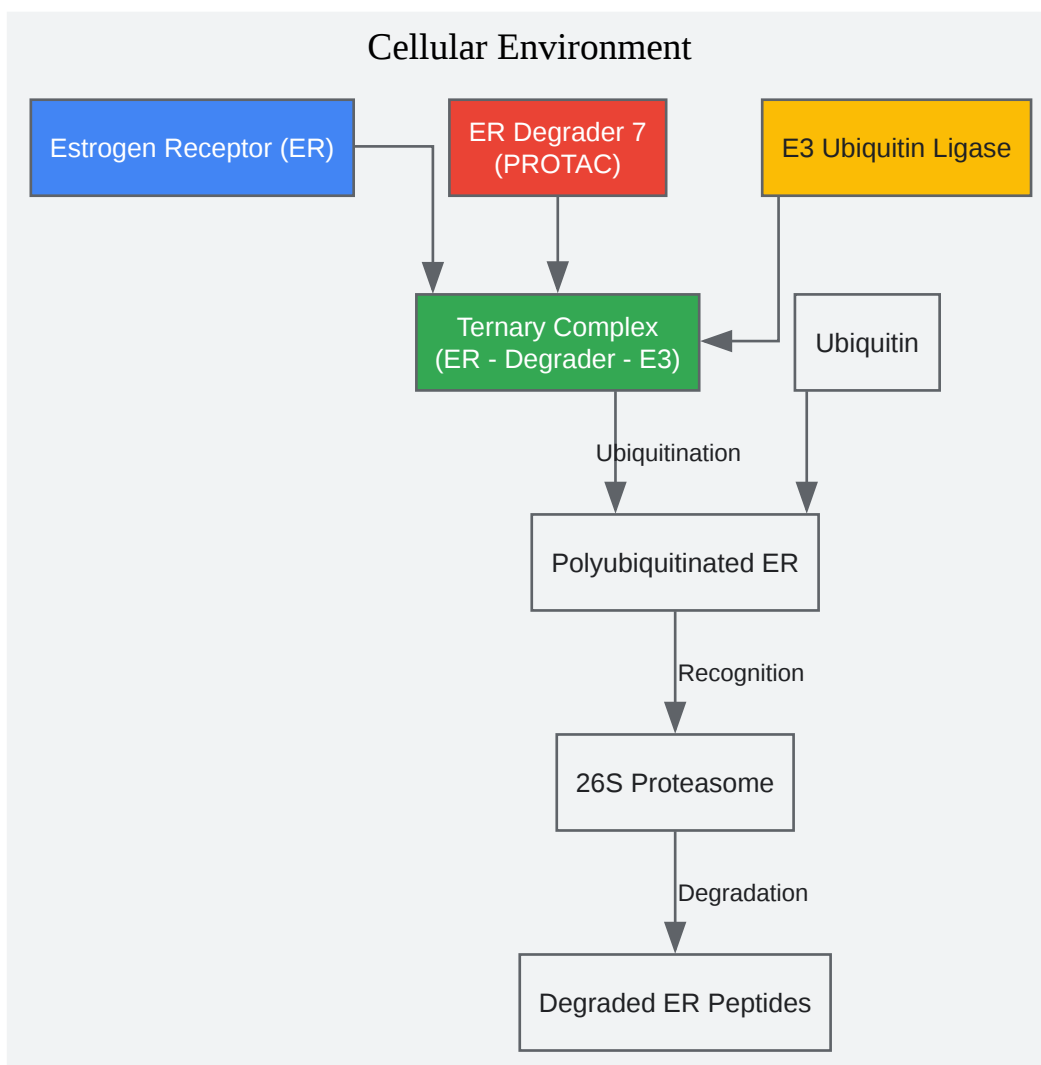 Cellular Environment
Estrogen Receptor (ER)
ER Degrader 7
(PROTAC)
E3 Ubiquitin Ligase
Ternary Complex
(ER - Degrader - E3)
Ubiquitin
Ubiquitination
Polyubiquitinated ER
Recognition
26S Proteasome
Degradation
Degraded ER Peptides